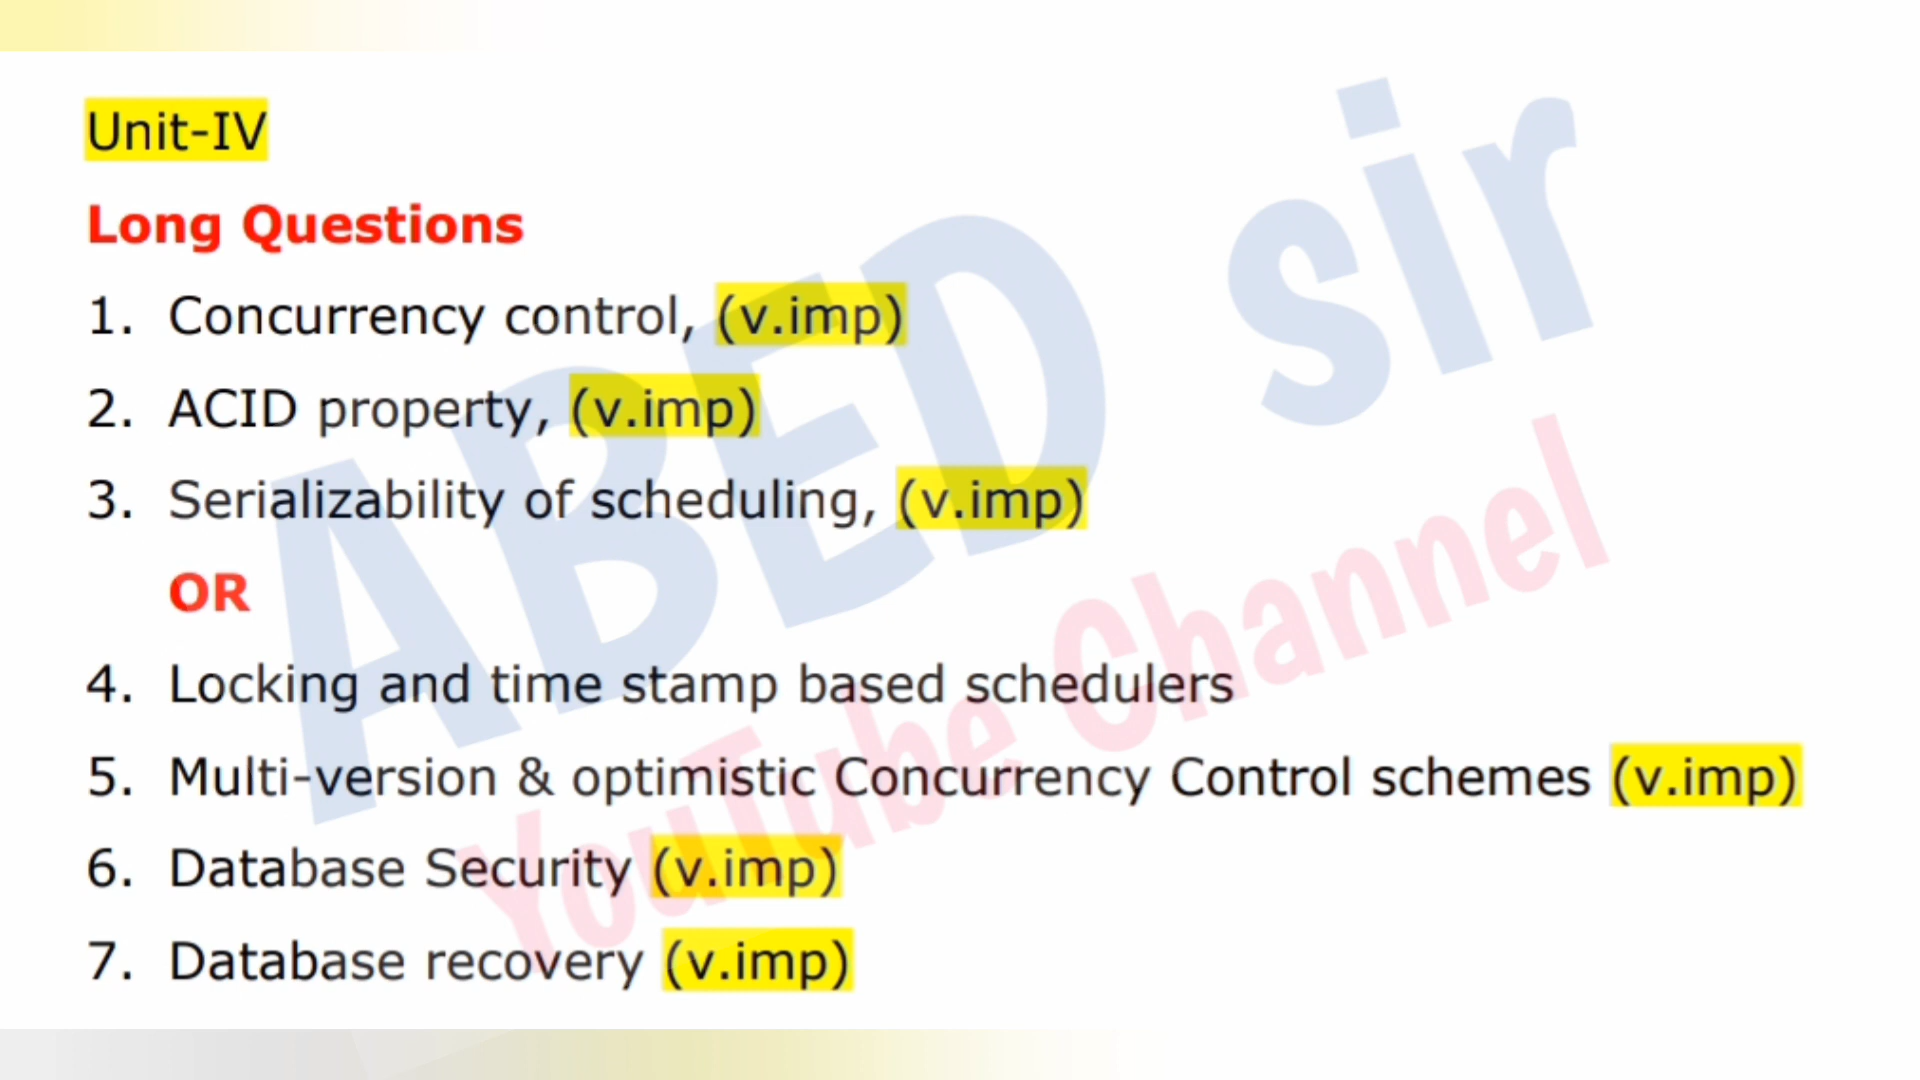 Unit-IV
Long Questions
1. Concurrency control, (v.imp)
2. ACID property, (v.imp)
3. Serializability of scheduling, (v.imp)
OR
4. Locking and time stamp based schedulers
5. Multi-version & optimistic Concurrency Control schemes (v.imp)
6. Database Security (v.imp)
7. Database recovery (v.imp)
ABED sir
YouTube Channel